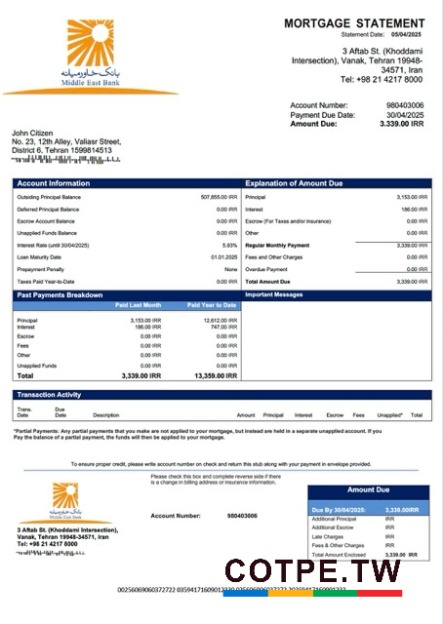 MORTGAGE STATEMENT
Statement Date: 05/04/2025
بانک خاورمیانه
Middle East Bank
3 Aftab St. (Khoddami
Intersection), Vanak, Tehran 19948-
34571, Iran
Tel: +98 21 4217 8000
Account Number: 980403006
Payment Due Date: 30/04/2025
Amount Due: 3.339.00 IRR
John Citizen
No. 23, 12th Alley, Valiasr Street,
District 6, Tehran 1599814513
Account Information
Outsiding Principal Balance 507,855.00 IRR
Deferred Principal Balance 0.00 IRR
Escrow Account Balance 0.00 IRR
Unapplied Funds Balance 0.00 IRR
Interest Rate (until 30/04/2025) 5.93%
Loan Maturity Date 01.01.2025
Prepayment Penalty None
Taxes Paid Year-to-Date 0.00 IRR
Explanation of Amount Due
Principal 3,153.00 IRR
Interest 186.00 IRR
Escrow (For Taxes and/or insurance) 0.00 IRR
Other 0.00 IRR
Regular Monthly Payment 3,339.00 IRR
Fees and Other Charges 0.00 IRR
Overdue Payment 0.00 IRR
Total Amount Due 3,339.00 IRR
Past Payments Breakdown
Paid Last Month Paid Year to Date
Principal 3,153.00 IRR 12,612.00 IRR
Interest 186.00 IRR 747.00 IRR
Escrow 0.00 IRR 0.00 IRR
Fees 0.00 IRR 0.00 IRR
Other 0.00 IRR 0.00 IRR
Unapplied Funds 0.00 IRR 0.00 IRR
Total 3,339.00 IRR 13,359.00 IRR
Important Messages
Transaction Activity
Trans. Date Due Date Description Amount Principal Interest Escrow Fees Unapplied* Total
*Partial Payments: Any partial payments that you make are not applied to your mortgage, but instead are held in a separate unapplied account. If you
Pay the balance of a partial payment, the funds will then be applied to your mortgage.
To ensure proper credit, please write account number on check and return this stub along with payment in envelope provided.
بانک خاورمیانه
Middle East Bank
3 Aftab St. (Khoddami Intersection),
Vanak, Tehran 19948-34571, Iran
Tel: +98 21 4217 8000
Please check this box and complete reverse side if there
is a change in billing address or insurance information.
Account Number: 980403006
Amount Due
Due By 30/04/2025: 3,339.00IRR
Additional Principal IRR
Additional Escrow IRR
Late Charges IRR
Fees & Other Charges IRR
Total Amount Enclosed 3,339.00 IRR
COTPE.TW